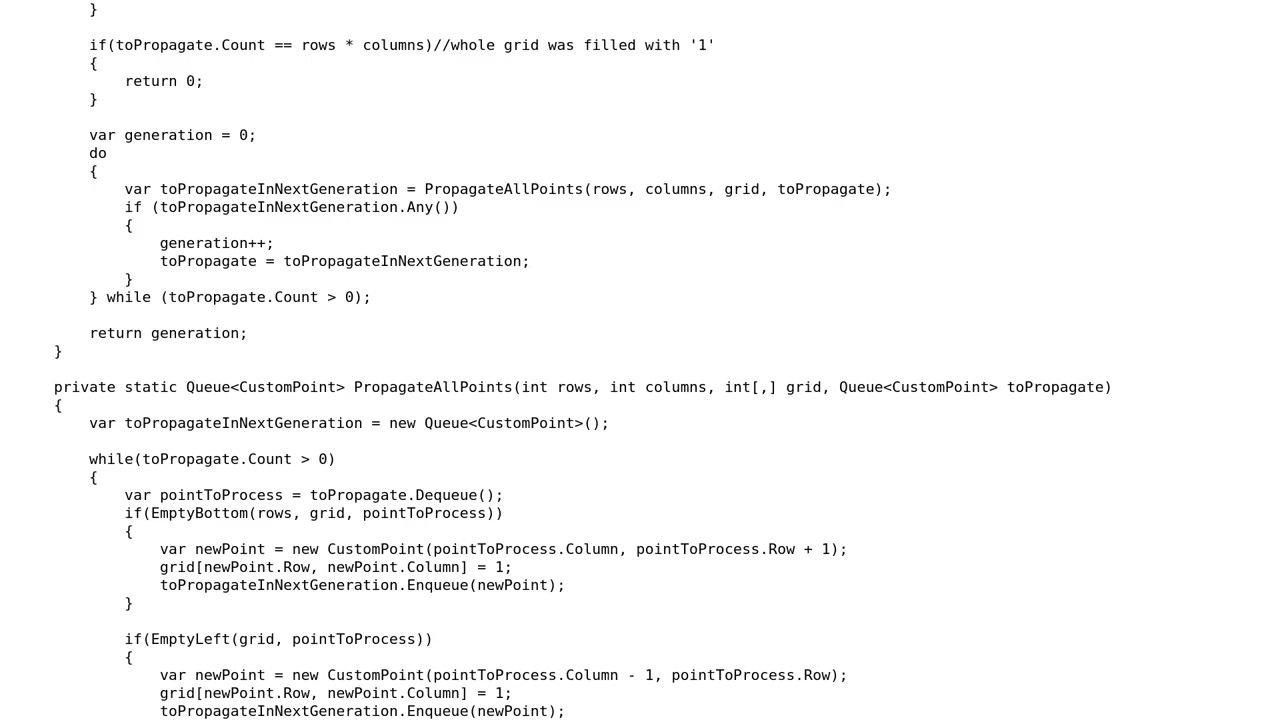 }
if(toPropagate.Count == rows * columns)//whole grid was filled with '1'
{
return 0;
}
var generation = 0;
do
{
var toPropagateInNextGeneration = PropagateAllPoints(rows, columns, grid, toPropagate);
if (toPropagateInNextGeneration.Any())
{
generation++;
toPropagate = toPropagateInNextGeneration;
}
} while (toPropagate.Count > 0);
return generation;
}
private static Queue<CustomPoint> PropagateAllPoints(int rows, int columns, int[,] grid, Queue<CustomPoint> toPropagate)
{
var toPropagateInNextGeneration = new Queue<CustomPoint>();
while(toPropagate.Count > 0)
{
var pointToProcess = toPropagate.Dequeue();
if(EmptyBottom(rows, grid, pointToProcess))
{
var newPoint = new CustomPoint(pointToProcess.Column, pointToProcess.Row + 1);
grid[newPoint.Row, newPoint.Column] = 1;
toPropagateInNextGeneration.Enqueue(newPoint);
}
if(EmptyLeft(grid, pointToProcess))
{
var newPoint = new CustomPoint(pointToProcess.Column - 1, pointToProcess.Row);
grid[newPoint.Row, newPoint.Column] = 1;
toPropagateInNextGeneration.Enqueue(newPoint);